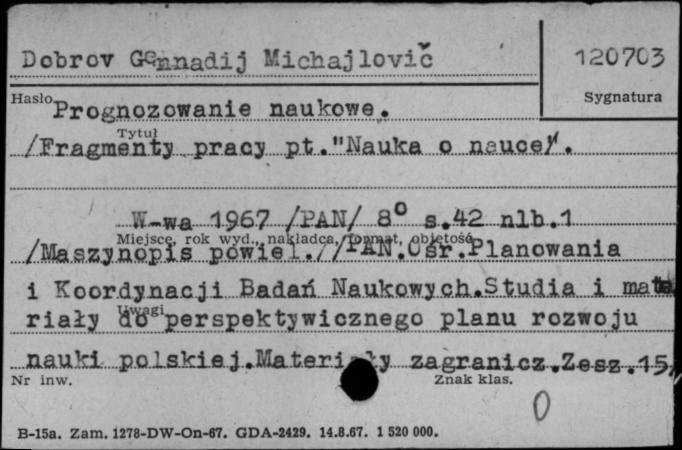 Dobrov Gennadij Michajlovič
120703
Hasło
Sygnatura
Prognozowanie naukowe.
Tytuł
/Fragmenty pracy pt."Nauka o nauce"/.
W-wa 1967 /PAN/ 8° s.42 nlb.1
Miejsce, rok wyd., nakładca, format, objętość
/Maszynopis powiel.//PAN.Ośr.Planowania
i Koordynacji Badań Naukowych.Studia i mate
Uwagi
riały do perspektywicznego planu rozwoju
nauki polskiej.Materiały zagranicz.Zesz.15/
Nr inw.
Znak klas.
0
B-15a. Zam. 1278-DW-On-67. GDA-2429. 14.8.67. 1 520 000.